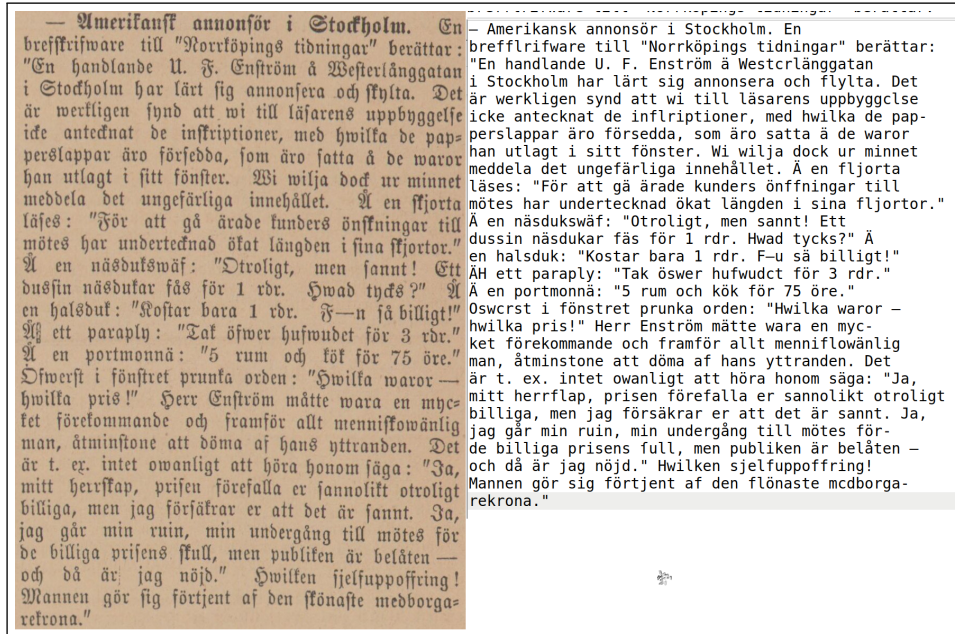 — Amerikansk annonsör i Stockholm. En
brefskrifware till "Norrköpings tidningar" berättar:
"En handlande U. F. Enström å Westerlånggatan
i Stockholm har lärt sig annonsera och skylta. Det
är werkligen synd att wi till läsarens uppbyggelse
icke antecknat de inskriptioner, med hwilka de pap-
perslappar äro försedda, som äro satta å de waror
han utlagt i sitt fönster. Wi wilja dock ur minnet
meddela det ungefärliga innehållet. Å en skjorta
läses: "För att gå ärade kunders önskningar till
mötes har undertecknad ökat längden i sina skjortor."
Å en näsdukswäf: "Otroligt, men sannt! Ett
dussin näsdukar fås för 1 rdr. Hwad tycks?" Å
en halsduk: "Kostar bara 1 rdr. F—n så billigt!"
Å ett paraply: "Tak öfwer hufwudet för 3 rdr."
Å en portmonnä: "5 rum och kök för 75 öre."
Öfwerst i fönstret prunka orden: "Hwilka waror —
hwilka pris!" Herr Enström måtte wara en myc-
ket förekommande och framför allt menniskowänlig
man, åtminstone att döma af hans yttranden. Det
är t. ex. intet owanligt att höra honom säga: "Ja,
mitt herrskap, prisen förefalla er sannolikt otroligt
billiga, men jag försäkrar er att det är sannt. Ja,
jag går min ruin, min undergång till mötes för
de billiga prisens skull, men publiken är belåten —
och då är jag nöjd." Hwilken sjelfuppoffring!
Mannen gör sig förtjent af den skönaste medborga-
rekrona."
— Amerikansk annonsör i Stockholm. En
brefflrifware till "Norrköpings tidningar" berättar:
"En handlande U. F. Enström ä Westcrlänggatan
i Stockholm har lärt sig annonsera och flylta. Det
är werkligen synd att wi till läsarens uppbyggclse
icke antecknat de inflriptioner, med hwilka de pap-
perslappar äro försedda, som äro satta ä de waror
han utlagt i sitt fönster. Wi wilja dock ur minnet
meddela det ungefärliga innehållet. Ä en fljorta
läses: "För att gä ärade kunders önffningar till
mötes har undertecknad ökat längden i sina fljortor."
Ä en näsdukswäf: "Otroligt, men sannt! Ett
dussin näsdukar fäs för 1 rdr. Hwad tycks?" Ä
en halsduk: "Kostar bara 1 rdr. F—u sä billigt!"
ÄH ett paraply: "Tak öswer hufwudct för 3 rdr."
Ä en portmonnä: "5 rum och kök för 75 öre."
Oswcrst i fönstret prunka orden: "Hwilka waror —
hwilka pris!" Herr Enström mätte wara en myc-
ket förekommande och framför allt menniflowänlig
man, åtminstone att döma af hans yttranden. Det
är t. ex. intet owanligt att höra honom säga: "Ja,
mitt herrflap, prisen förefalla er sannolikt otroligt
billiga, men jag försäkrar er att det är sannt. Ja,
jag går min ruin, min undergång till mötes för-
de billiga prisens full, men publiken är belåten —
och då är jag nöjd." Hwilken sjelfuppoffring!
Mannen gör sig förtjent af den flönaste mcdborga-
rekrona."